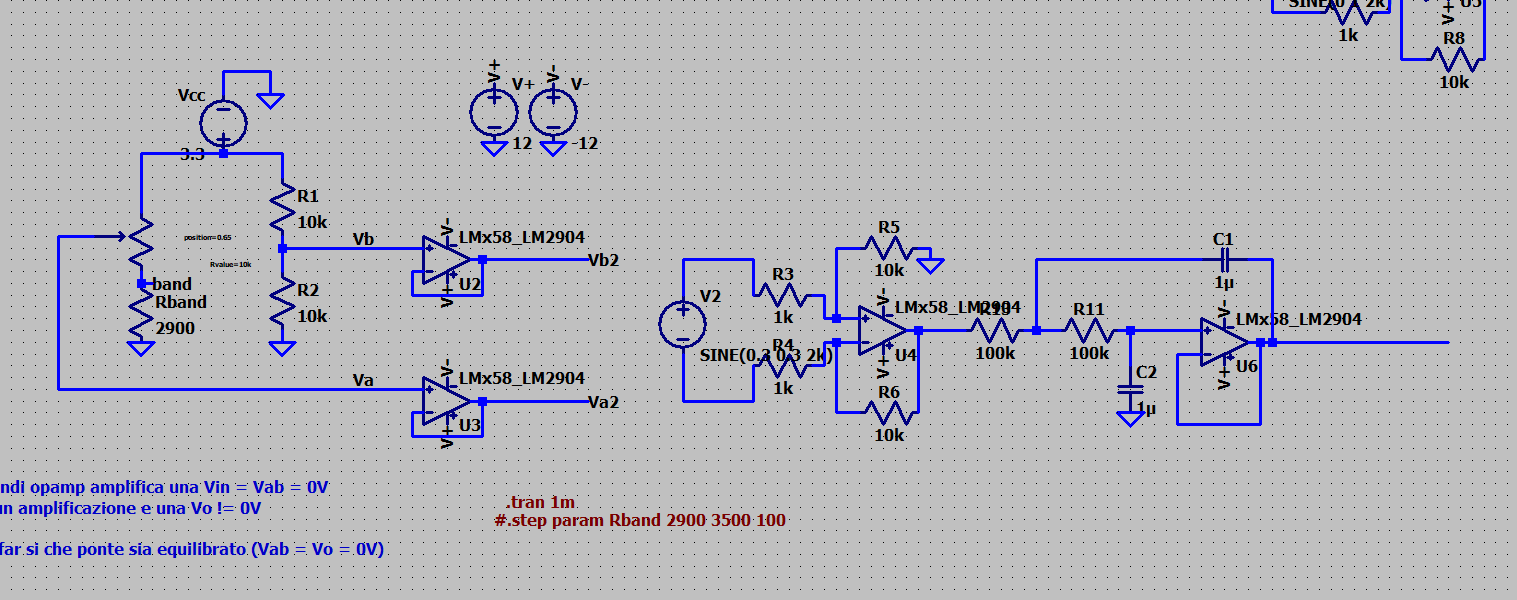 SINE(0 2k)
1k
V+
U5
R8
10k
Vcc
3.3
V+
V+
12
V-
V-
-12
R1
10k
position=0.65
Rvalue=10k
band
Rband
2900
R2
10k
Vb
V-
LMx58_LM2904
U2
V+
Vb2
Va
V-
LMx58_LM2904
U3
V+
Va2
V2
SINE(0.3 0.3 2k)
R3
1k
R4
1k
R5
10k
V-
LMx58_LM2904
U4
V+
R6
10k
100k
R11
100k
C1
1µ
C2
1µ
V-
LMx58_LM2904
U6
V+
ndi opamp amplifica una Vin = Vab = 0V
un amplificazione e una Vo != 0V
far si che ponte sia equilibrato (Vab = Vo = 0V)
.tran 1m
#.step param Rband 2900 3500 100